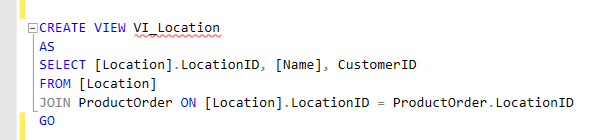 CREATE VIEW VI_Location
AS
SELECT [Location].LocationID, [Name], CustomerID
FROM [Location]
JOIN ProductOrder ON [Location].LocationID = ProductOrder.LocationID
GO